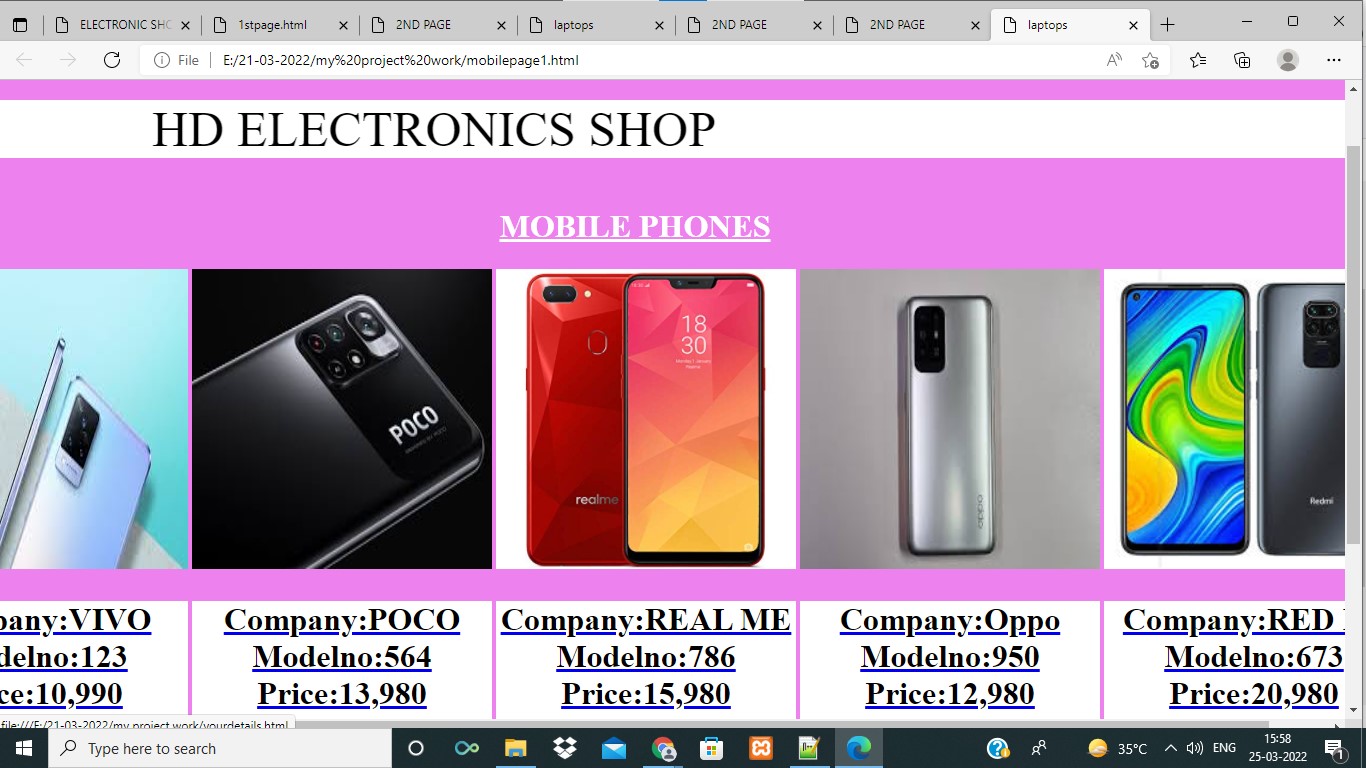 ELECTRONIC SHO
1stpage.html
2ND PAGE
laptops
2ND PAGE
2ND PAGE
laptops
File
E:/21-03-2022/my%20project%20work/mobilepage1.html
HD ELECTRONICS SHOP
MOBILE PHONES
POCO
realme
18
30
oppo
Redmi
pany:VIVO
delno:123
ce:10,990
Company:POCO
Modelno:564
Price:13,980
Company:REAL ME
Modelno:786
Price:15,980
Company:Oppo
Modelno:950
Price:12,980
Company:RED
Modelno:673
Price:20,980
file:///E:/21-03-2022/my project work/yourdetails.html
Type here to search
35°C
ENG
15:58
25-03-2022
1